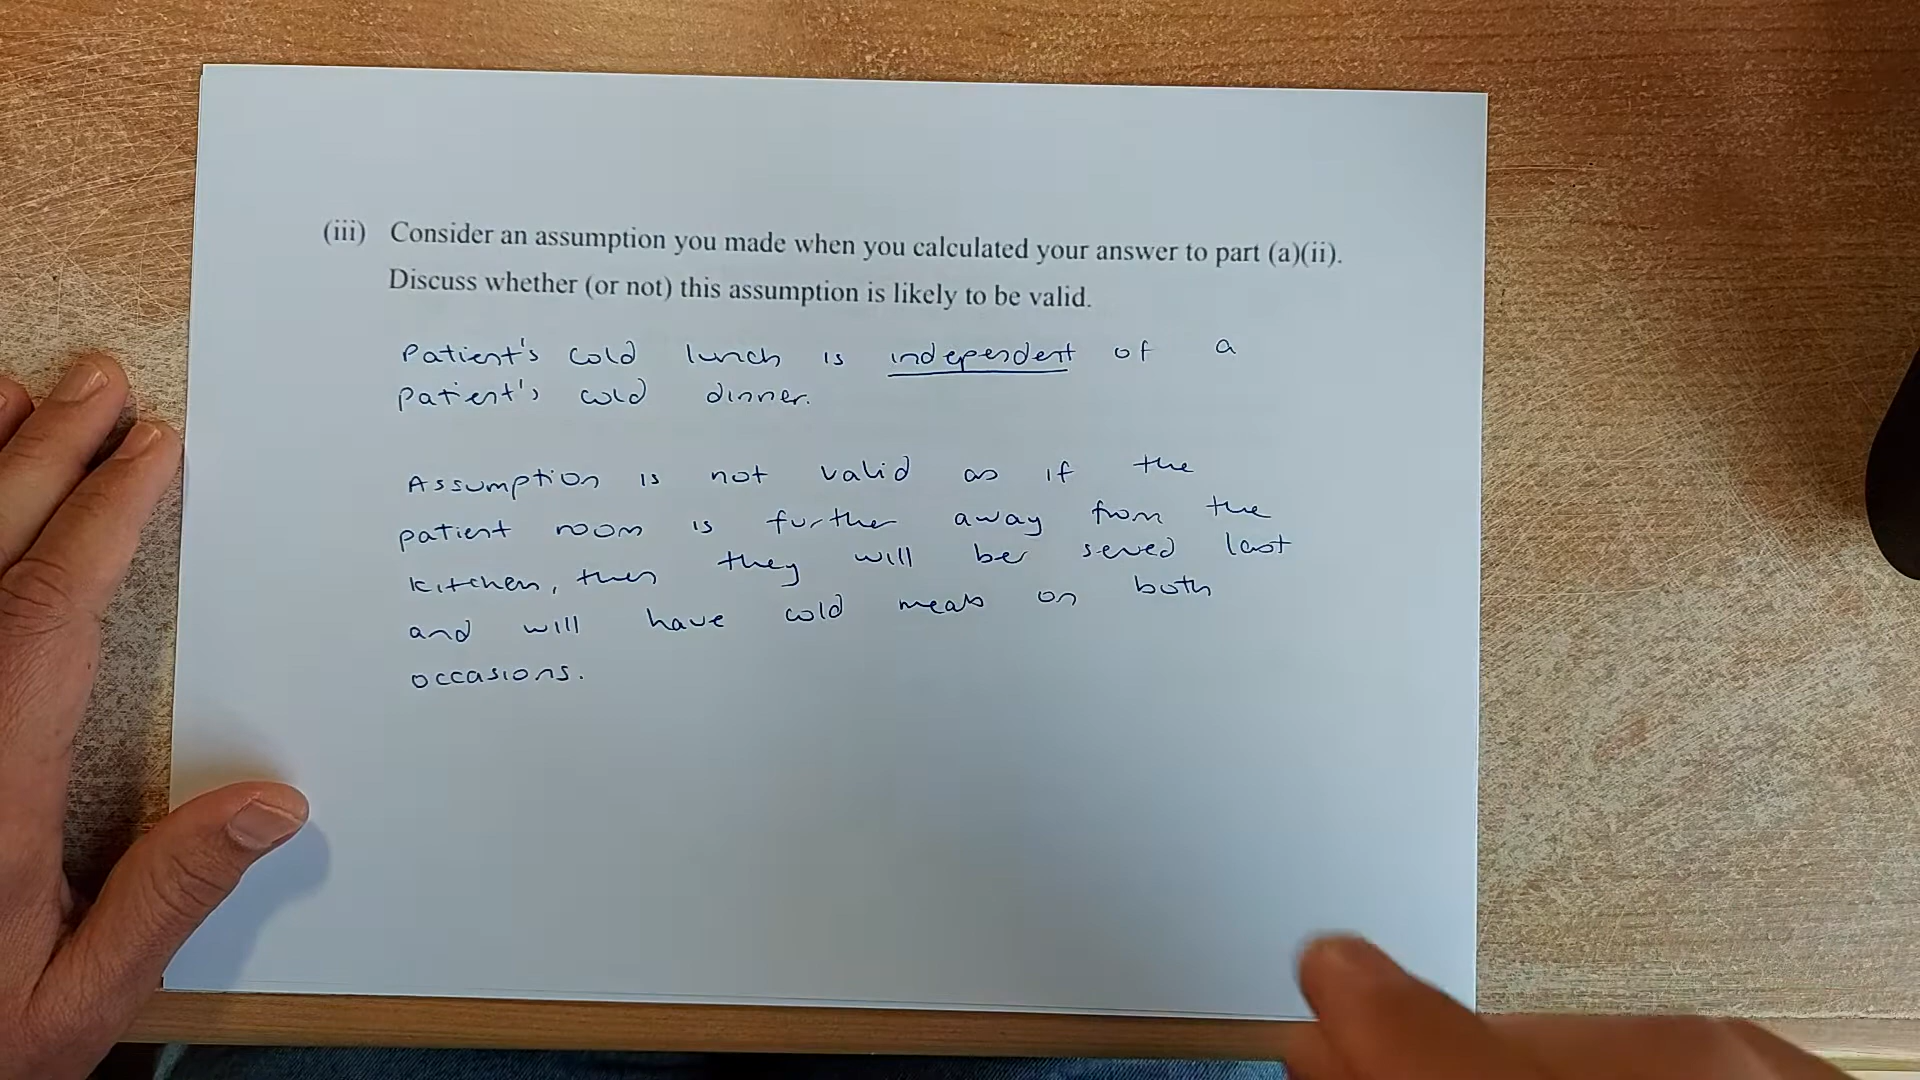 (iii) Consider an assumption you made when you calculated your answer to part (a)(ii).
Discuss whether (or not) this assumption is likely to be valid.
Patient's cold lunch is independent of a
patient's cold dinner.
Assumption is not valid as if the
patient room is further away from the
kitchen, then they will be served last
and will have cold meals on both
occasions.